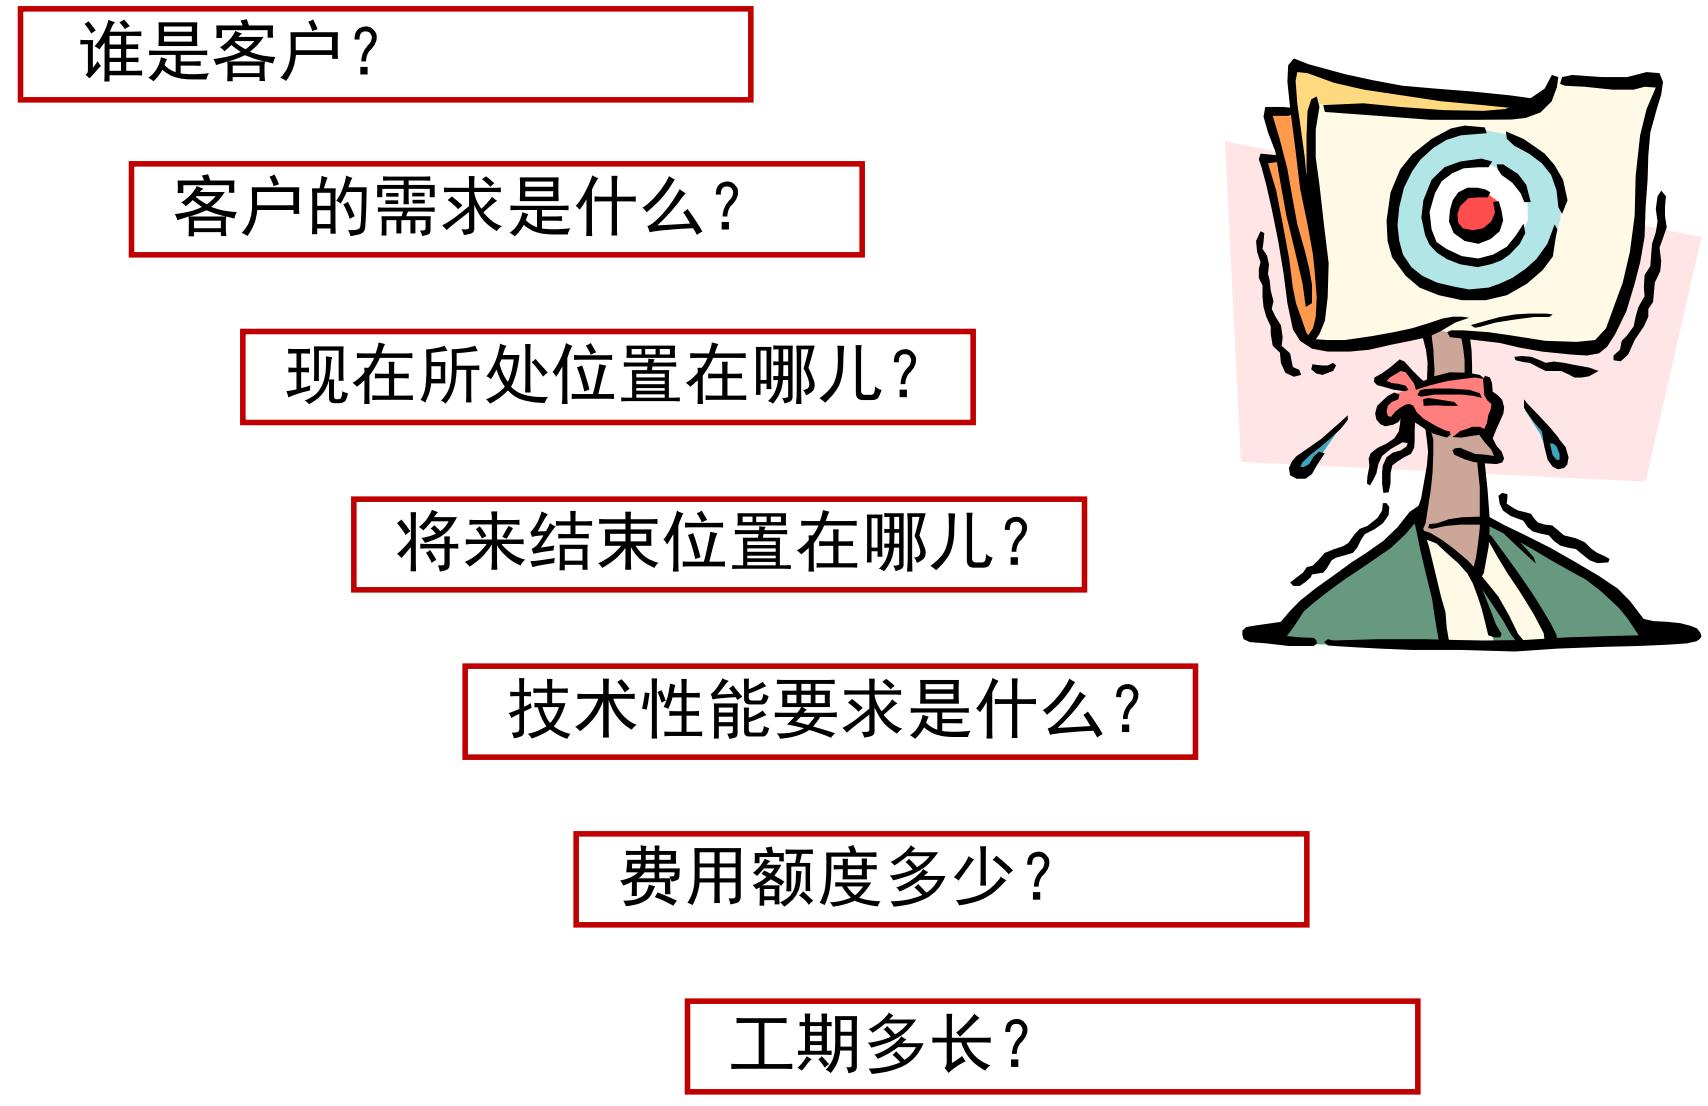 谁是客户？
客户的需求是什么？
现在所处位置在哪儿？
将来结束位置在哪儿？
技术性能要求是什么？
费用额度多少？
工期多长？